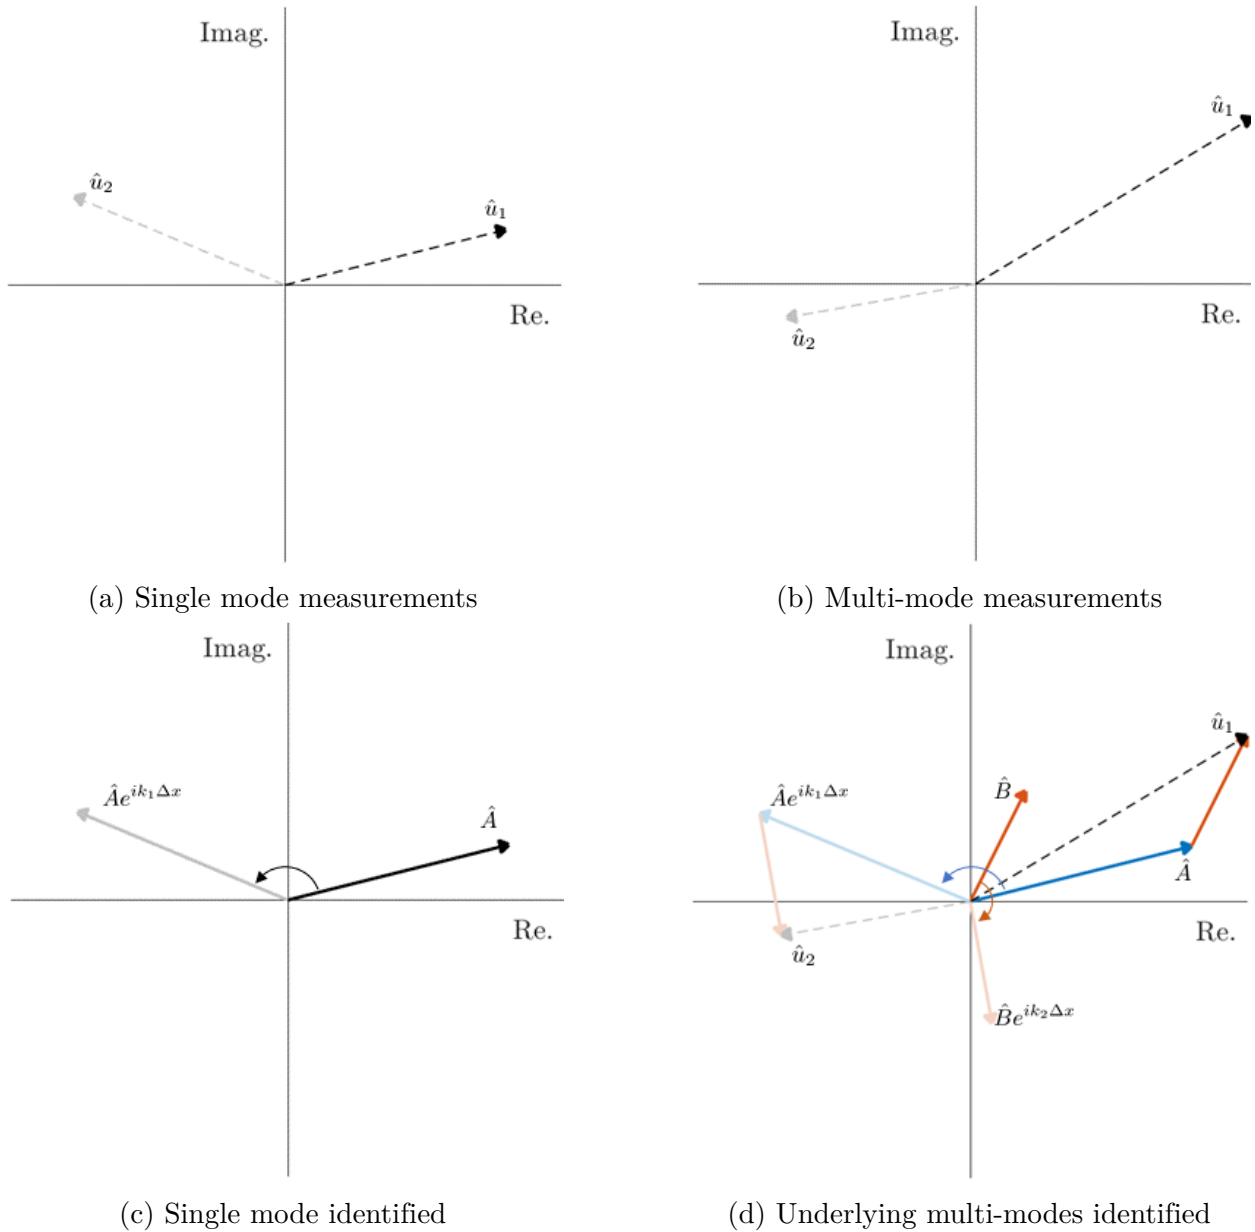 Imag.
û₂
û₁
Re.
(a) Single mode measurements
Imag.
û₁
Re.
û₂
(b) Multi-mode measurements
Imag.
Âe^{ik₁Δx}
Â
Re.
(c) Single mode identified
Imag.
û₁
Âe^{ik₁Δx}
B̂
Â
Re.
û₂
B̂e^{ik₂Δx}
(d) Underlying multi-modes identified